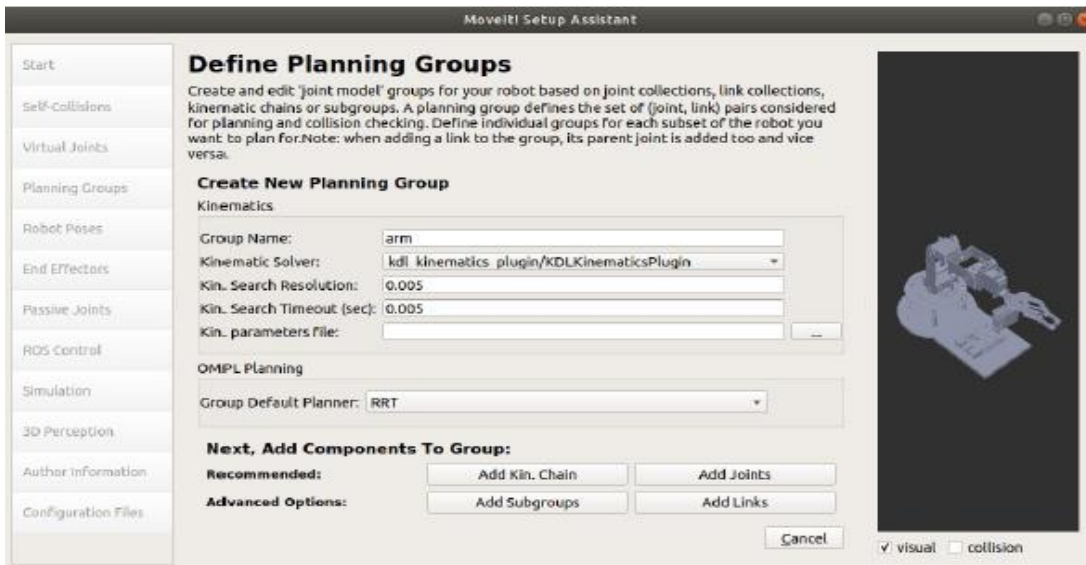 MoveIt! Setup Assistant
Start
Self-Collisions
Virtual Joints
Planning Groups
Robot Poses
End Effectors
Passive Joints
ROS Control
Simulation
3D Perception
Author Information
Configuration Files
Define Planning Groups
Create and edit 'joint model' groups for your robot based on joint collections, link collections,
kinematic chains or subgroups. A planning group defines the set of (joint, link) pairs considered
for planning and collision checking. Define individual groups for each subset of the robot you
want to plan for.Note: when adding a link to the group, its parent joint is added too and vice
versa.
Create New Planning Group
Kinematics
Group Name: arm
Kinematic Solver: kdl_kinematics_plugin/KDLKinematicsPlugin
Kin. Search Resolution: 0.005
Kin. Search Timeout (sec): 0.005
Kin. parameters file: ...
OMPL Planning
Group Default Planner: RRT
Next, Add Components To Group:
Recommended: Add Kin. Chain Add Joints
Advanced Options: Add Subgroups Add Links
Cancel
visual collision